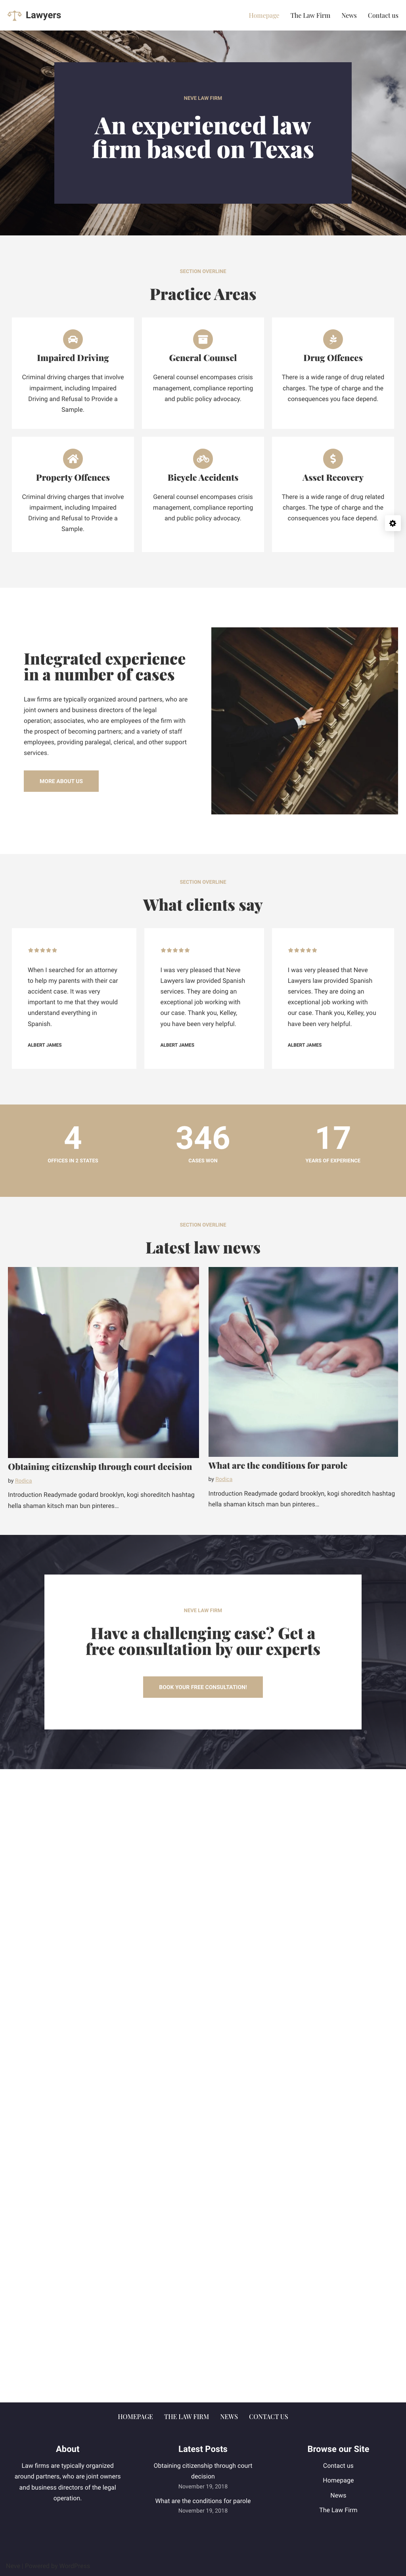 Lawyers
Homepage The Law Firm News Contact us
NEVE LAW FIRM
An experienced law
firm based on Texas
SECTION OVERLINE
Practice Areas
Impaired Driving
Criminal driving charges that involve
impairment, including Impaired
Driving and Refusal to Provide a
Sample.
General Counsel
General counsel encompases crisis
management, compliance reporting
and public policy advocacy.
Drug Offences
There is a wide range of drug related
charges. The type of charge and the
consequences you face depend.
Property Offences
Criminal driving charges that involve
impairment, including Impaired
Driving and Refusal to Provide a
Sample.
Bicycle Accidents
General counsel encompases crisis
management, compliance reporting
and public policy advocacy.
Asset Recovery
There is a wide range of drug related
charges. The type of charge and the
consequences you face depend.
Integrated experience
in a number of cases
Law firms are typically organized around partners, who are
joint owners and business directors of the legal
operation; associates, who are employees of the firm with
the prospect of becoming partners; and a variety of staff
employees, providing paralegal, clerical, and other support
services.
MORE ABOUT US
SECTION OVERLINE
What clients say
When I searched for an attorney
to help my parents with their car
accident case. It was very
important to me that they would
understand everything in
Spanish.
ALBERT JAMES
I was very pleased that Neve
Lawyers law provided Spanish
services. They are doing an
exceptional job working with
our case. Thank you, Kelley,
you have been very helpful.
ALBERT JAMES
I was very pleased that Neve
Lawyers law provided Spanish
services. They are doing an
exceptional job working with
our case. Thank you, Kelley, you
have been very helpful.
ALBERT JAMES
4
OFFICES IN 2 STATES
346
CASES WON
17
YEARS OF EXPERIENCE
SECTION OVERLINE
Latest law news
Obtaining citizenship through court decision
by Rodica
Introduction Readymade godard brooklyn, kogi shoreditch hashtag
hella shaman kitsch man bun pinteres…
What are the conditions for parole
by Rodica
Introduction Readymade godard brooklyn, kogi shoreditch hashtag
hella shaman kitsch man bun pinteres…
NEVE LAW FIRM
Have a challenging case? Get a
free consultation by our experts
BOOK YOUR FREE CONSULTATION!
HOMEPAGE THE LAW FIRM NEWS CONTACT US
About
Law firms are typically organized
around partners, who are joint owners
and business directors of the legal
operation.
Latest Posts
Obtaining citizenship through court
decision
November 19, 2018
What are the conditions for parole
November 19, 2018
Browse our Site
Contact us
Homepage
News
The Law Firm